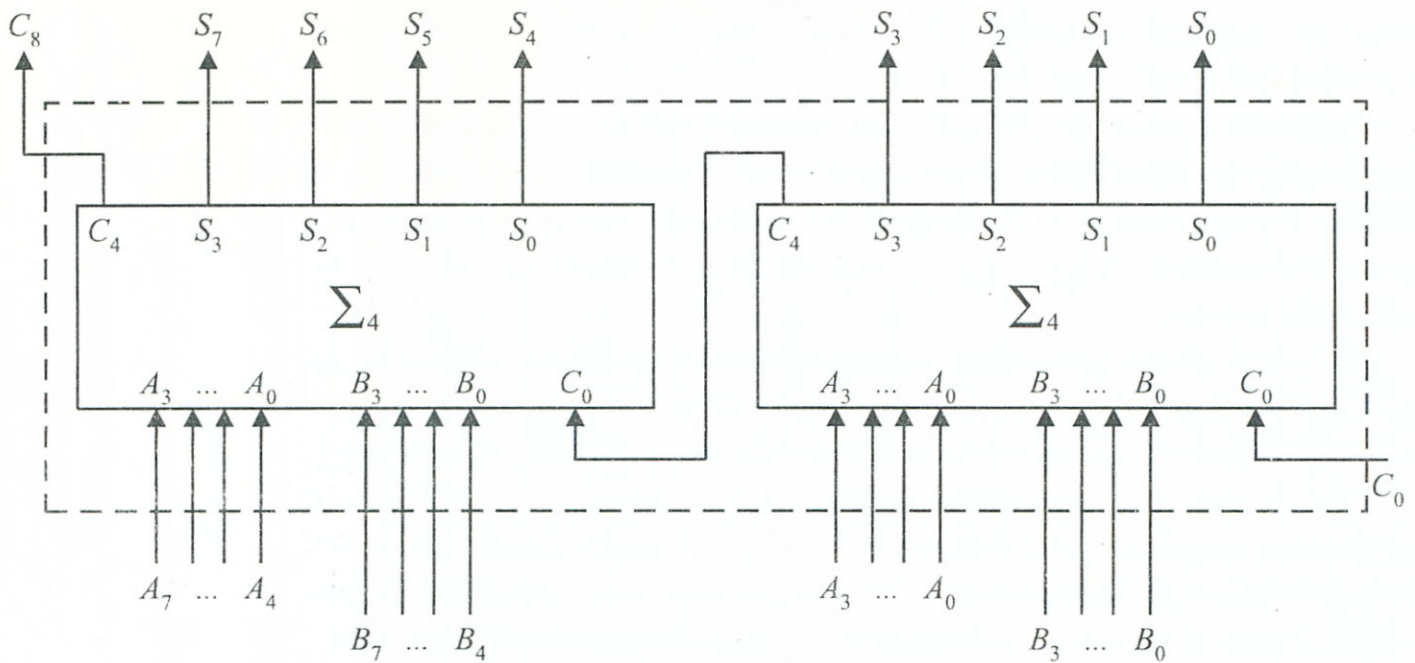 C₈ S₇ S₆ S₅ S₄ S₃ S₂ S₁ S₀
C₄ S₃ S₂ S₁ S₀ C₄ S₃ S₂ S₁ S₀
∑₄ ∑₄
A₃ ... A₀ B₃ ... B₀ C₀ A₃ ... A₀ B₃ ... B₀ C₀
C₀
A₇ ... A₄ A₃ ... A₀
B₇ ... B₄ B₃ ... B₀